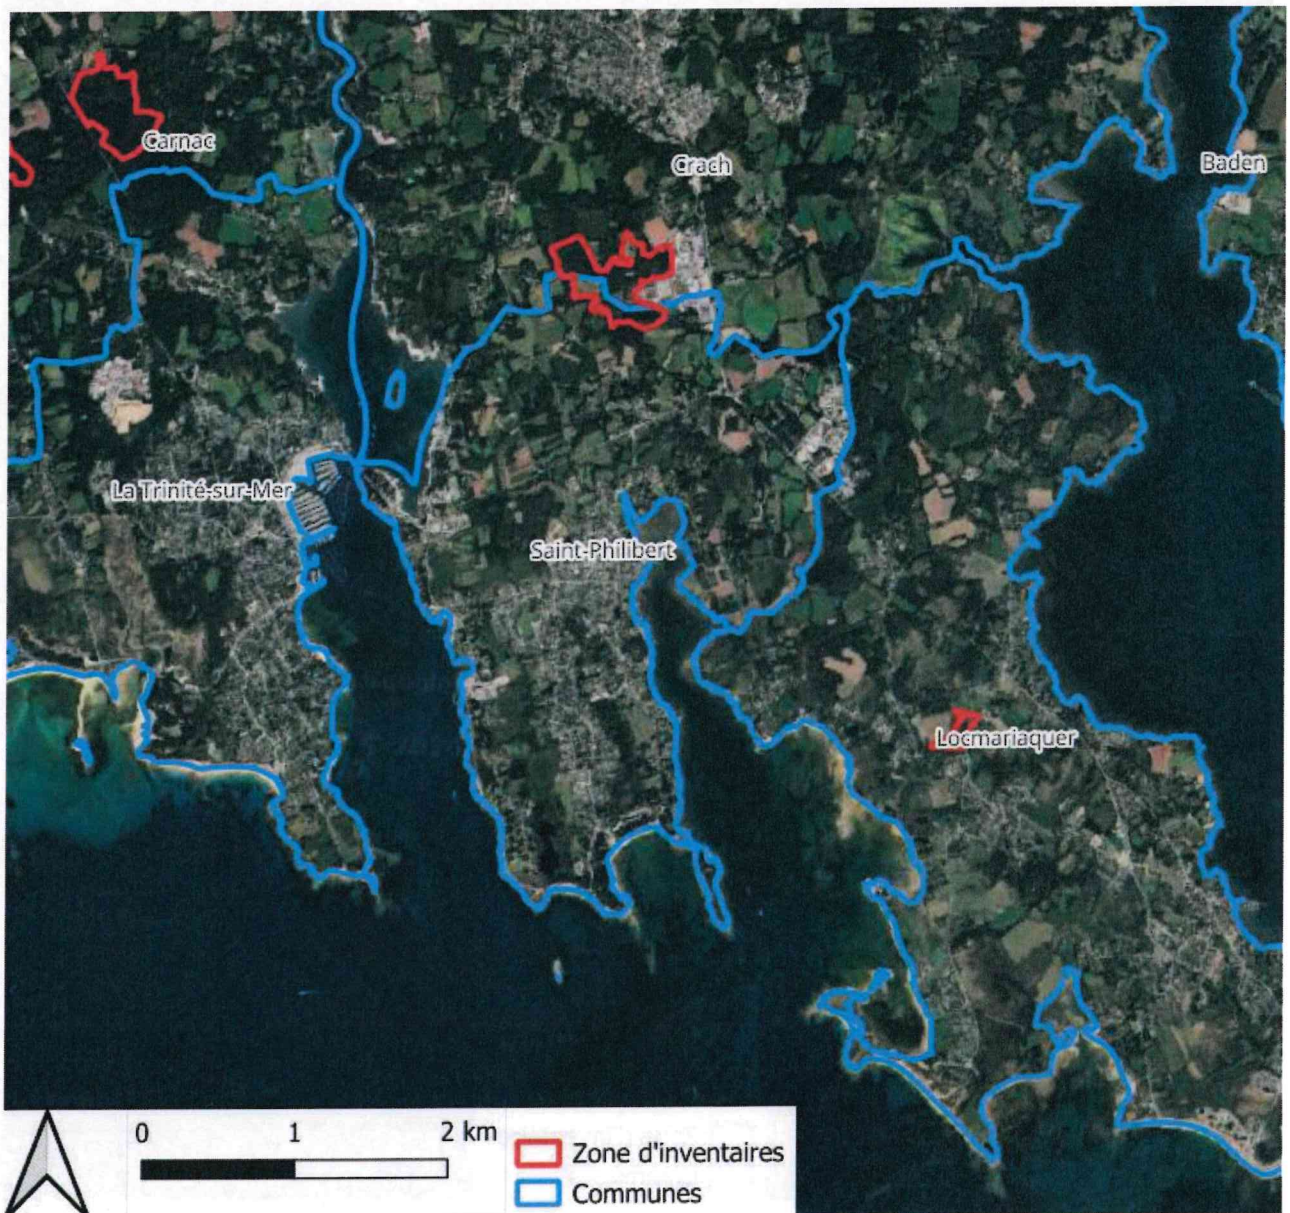 Carnac
Crach
Baden
La Trinité-sur-Mer
Saint-Philibert
Locmariaquer
0 1 2 km
Zone d'inventaires
Communes